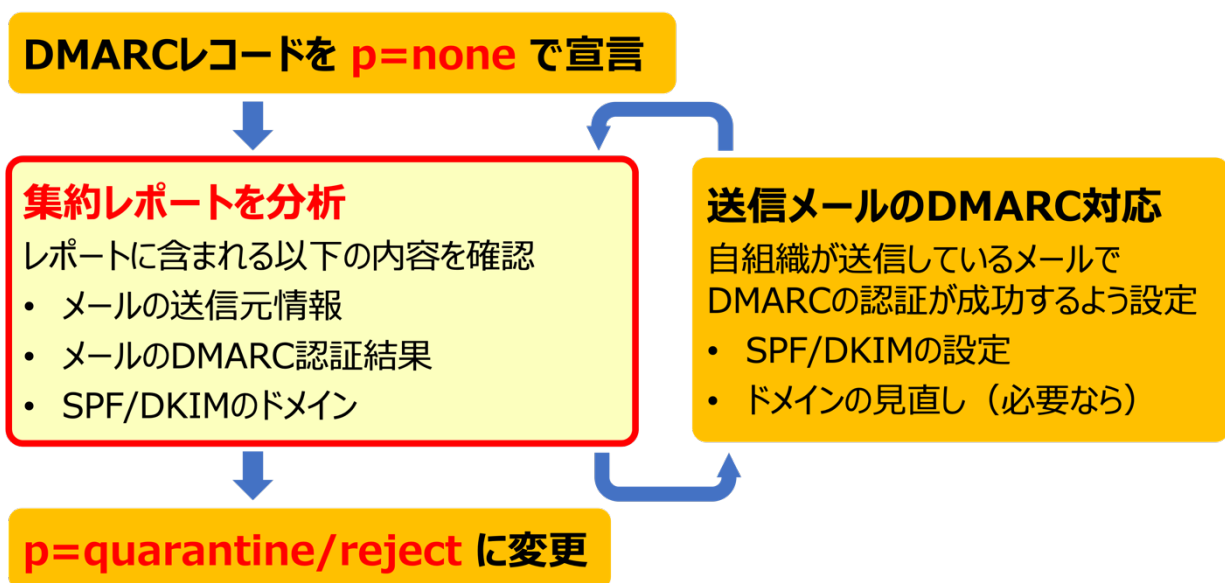 DMARCレコードを p=none で宣言
集約レポートを分析
レポートに含まれる以下の内容を確認
• メールの送信元情報
• メールのDMARC認証結果
• SPF/DKIMのドメイン
送信メールのDMARC対応
自組織が送信しているメールで
DMARCの認証が成功するよう設定
• SPF/DKIMの設定
• ドメインの見直し（必要なら）
p=quarantine/reject に変更